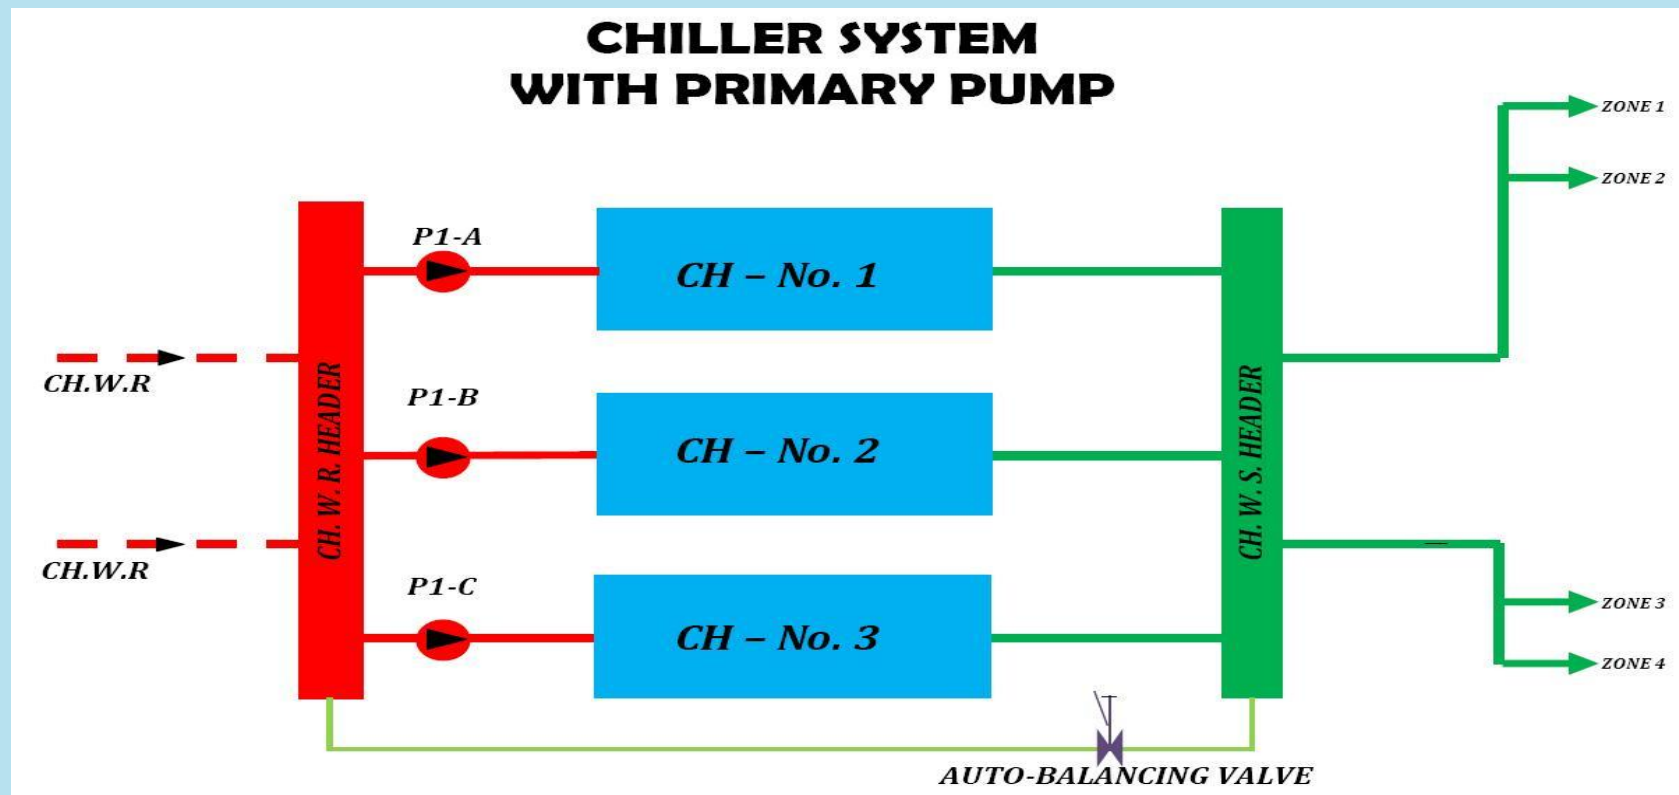 CHILLER SYSTEM
WITH PRIMARY PUMP
ZONE 1
ZONE 2
P1-A
CH – No. 1
CH.W.R
CH. W. R. HEADER
P1-B
CH – No. 2
CH. W. S. HEADER
CH.W.R
P1-C
CH – No. 3
ZONE 3
ZONE 4
AUTO-BALANCING VALVE